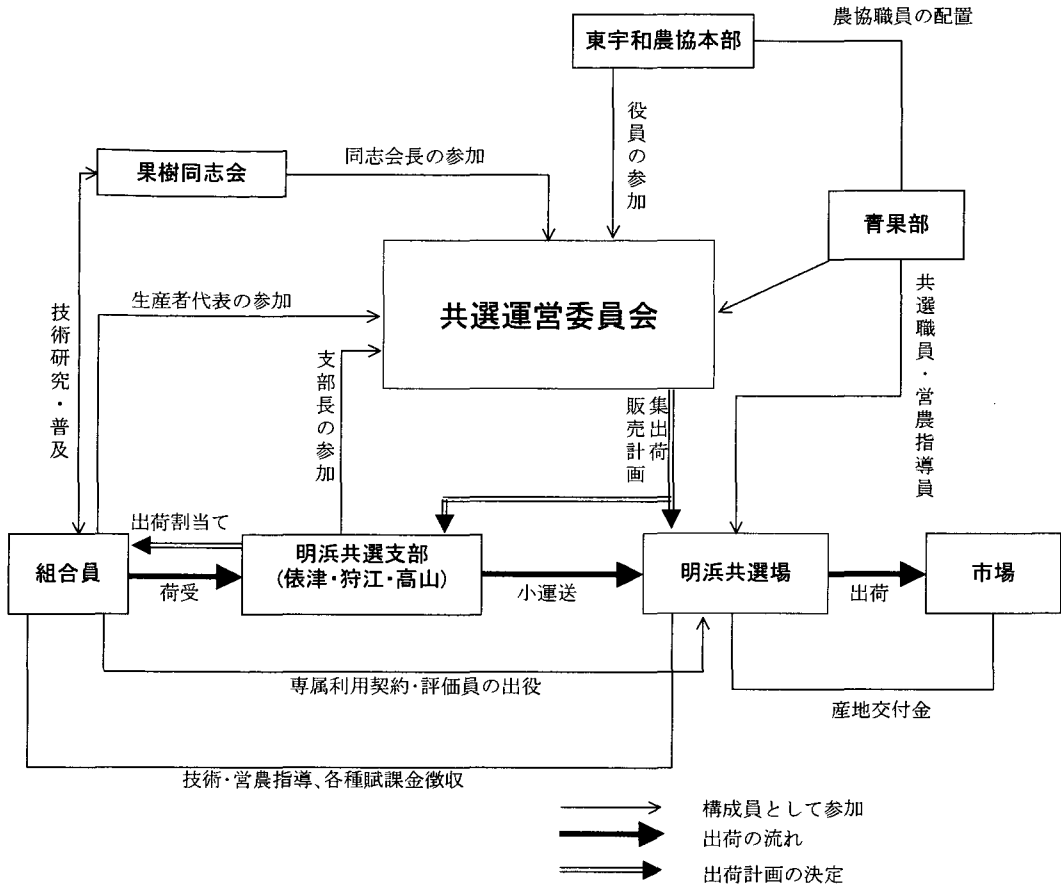 農協職員の配置
東宇和農協本部
役員の参加
果樹同志会
同志会長の参加
青果部
共選運営委員会
生産者代表の参加
技術研究・普及
支部長の参加
集出荷
販売計画
共選職員・営農指導員
出荷割当て
組合員
荷受
明浜共選支部
(俵津・狩江・高山)
小運送
明浜共選場
出荷
市場
専属利用契約・評価員の出役
産地交付金
技術・営農指導、各種賦課金徴収
構成員として参加
出荷の流れ
出荷計画の決定